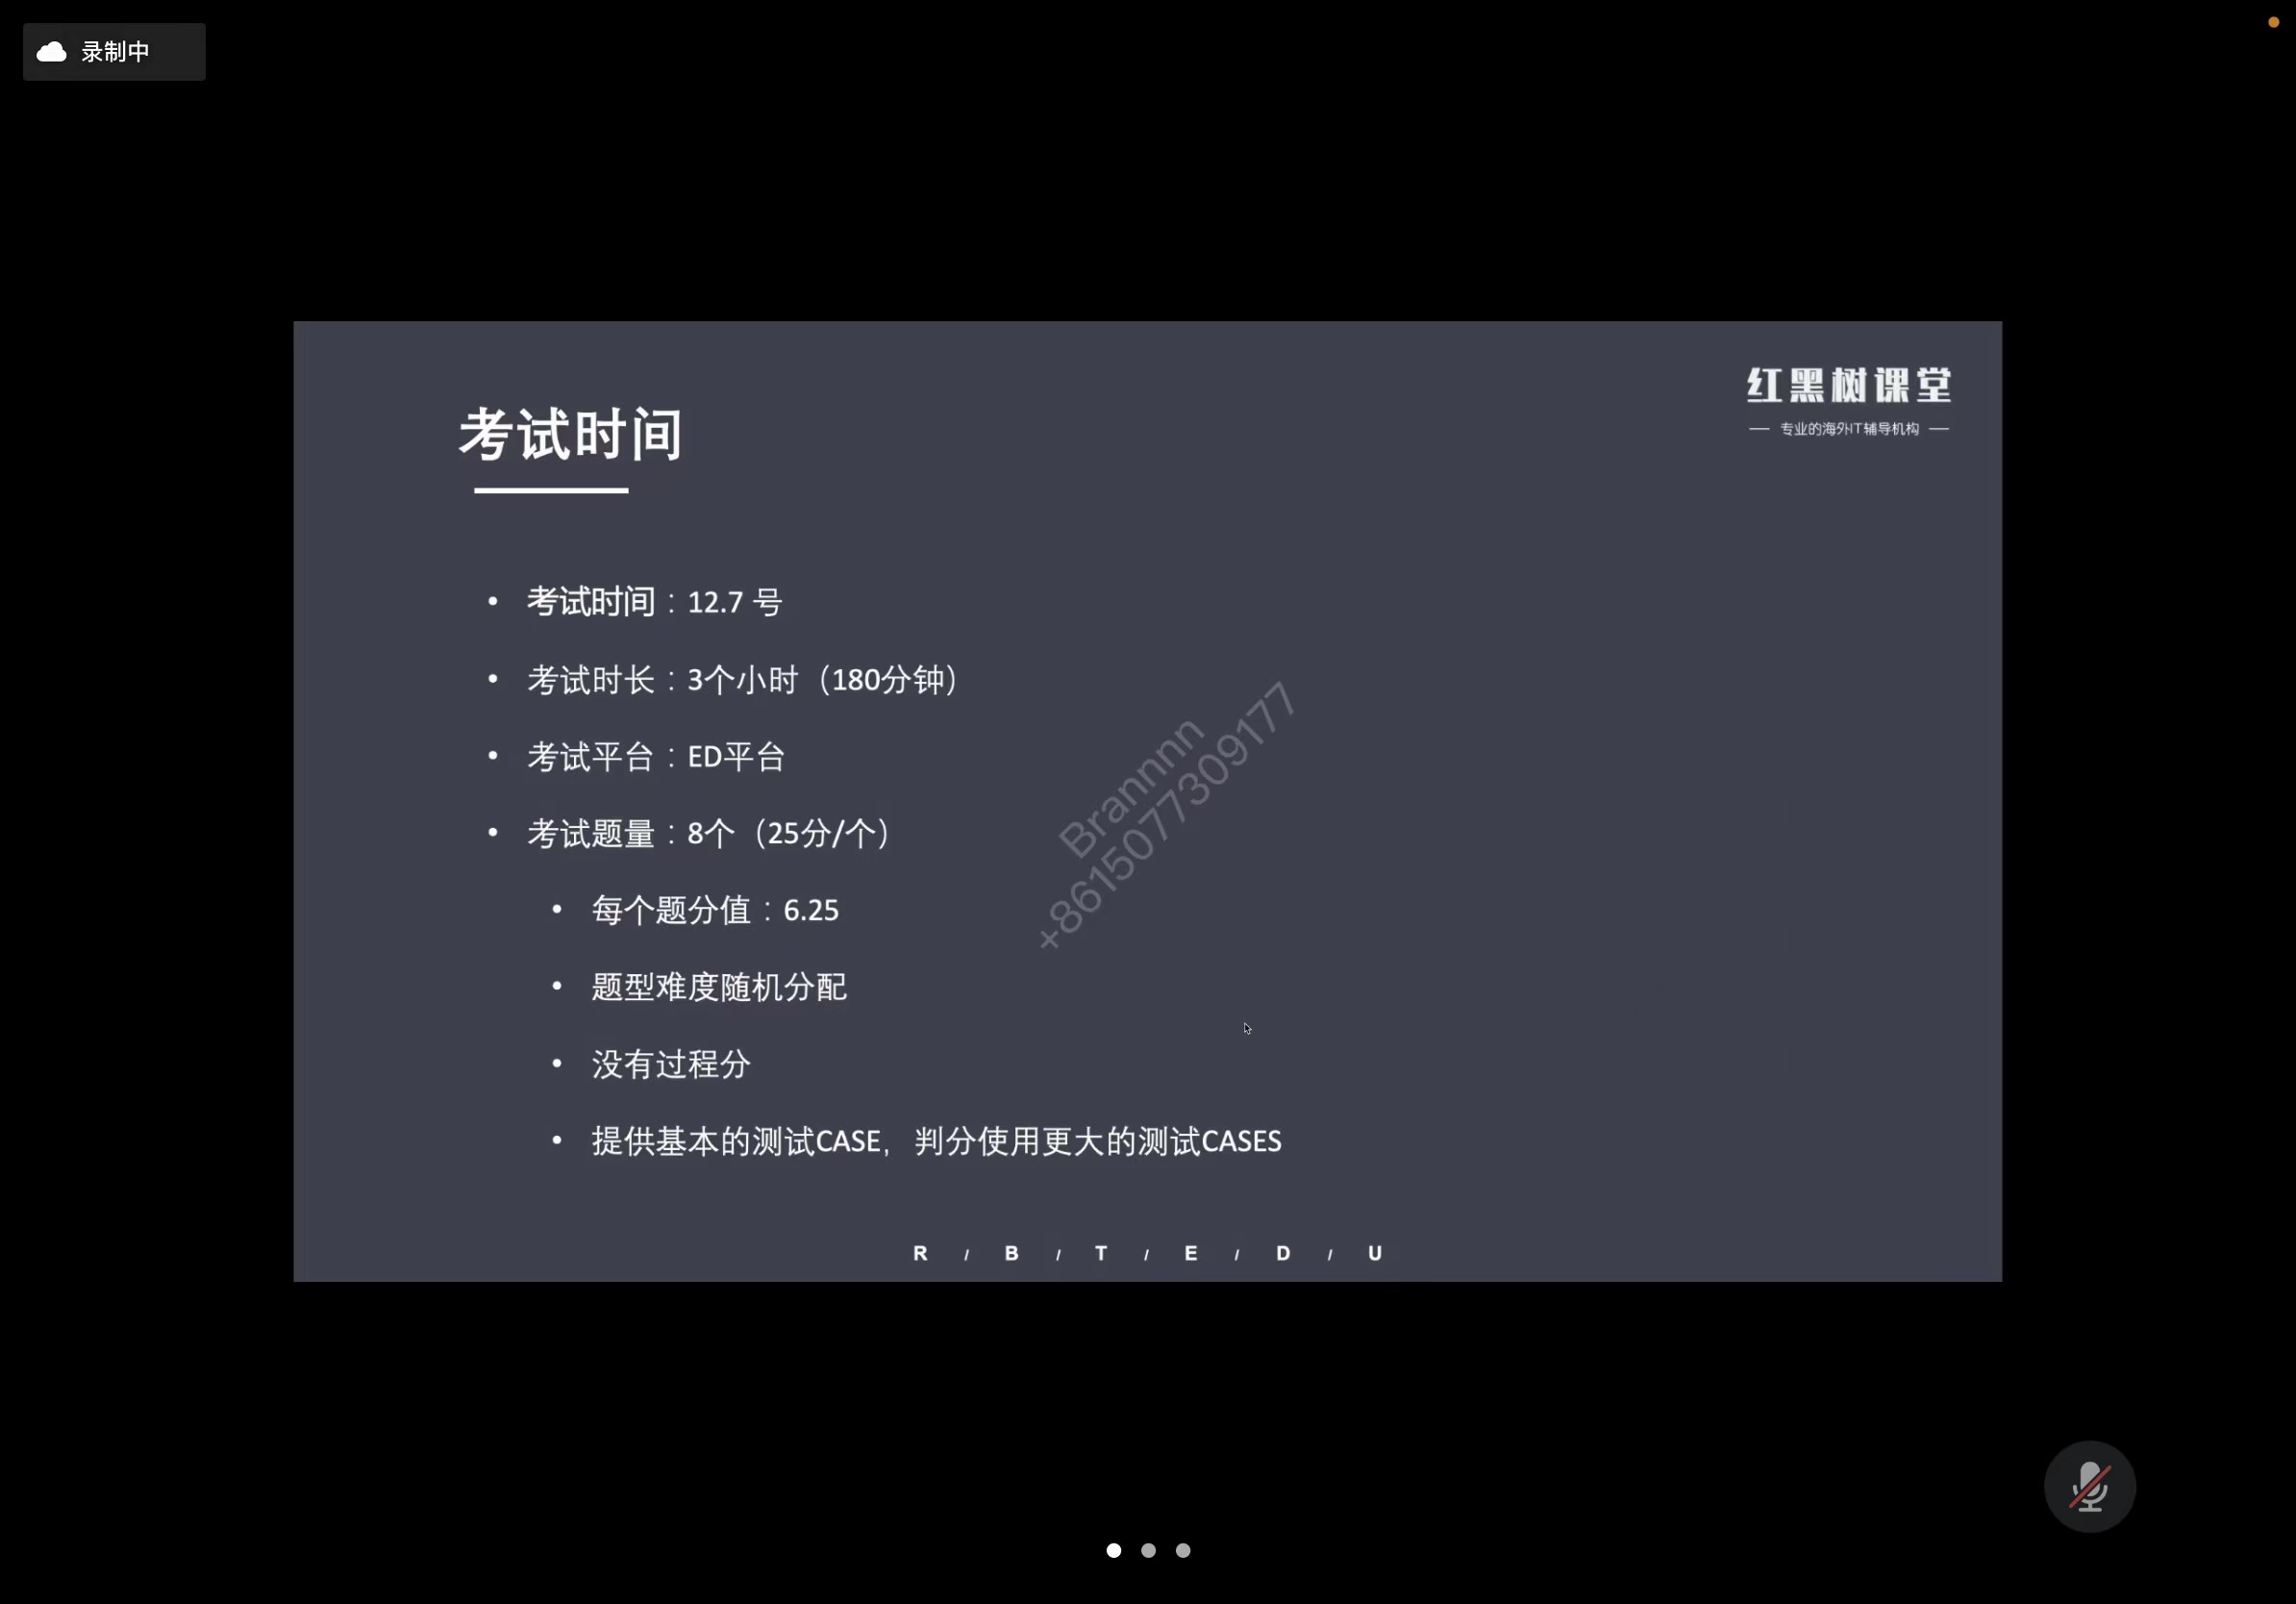 录制中
红黑树课堂
专业的海外IT辅导机构
考试时间
• 考试时间：12.7 号
• 考试时长：3个小时（180分钟）
• 考试平台：ED平台
• 考试题量：8个（25分/个）
• 每个题分值：6.25
• 题型难度随机分配
• 没有过程分
• 提供基本的测试CASE，判分使用更大的测试CASES
Brannnn
+8615077309177
R / B / T / E / D / U